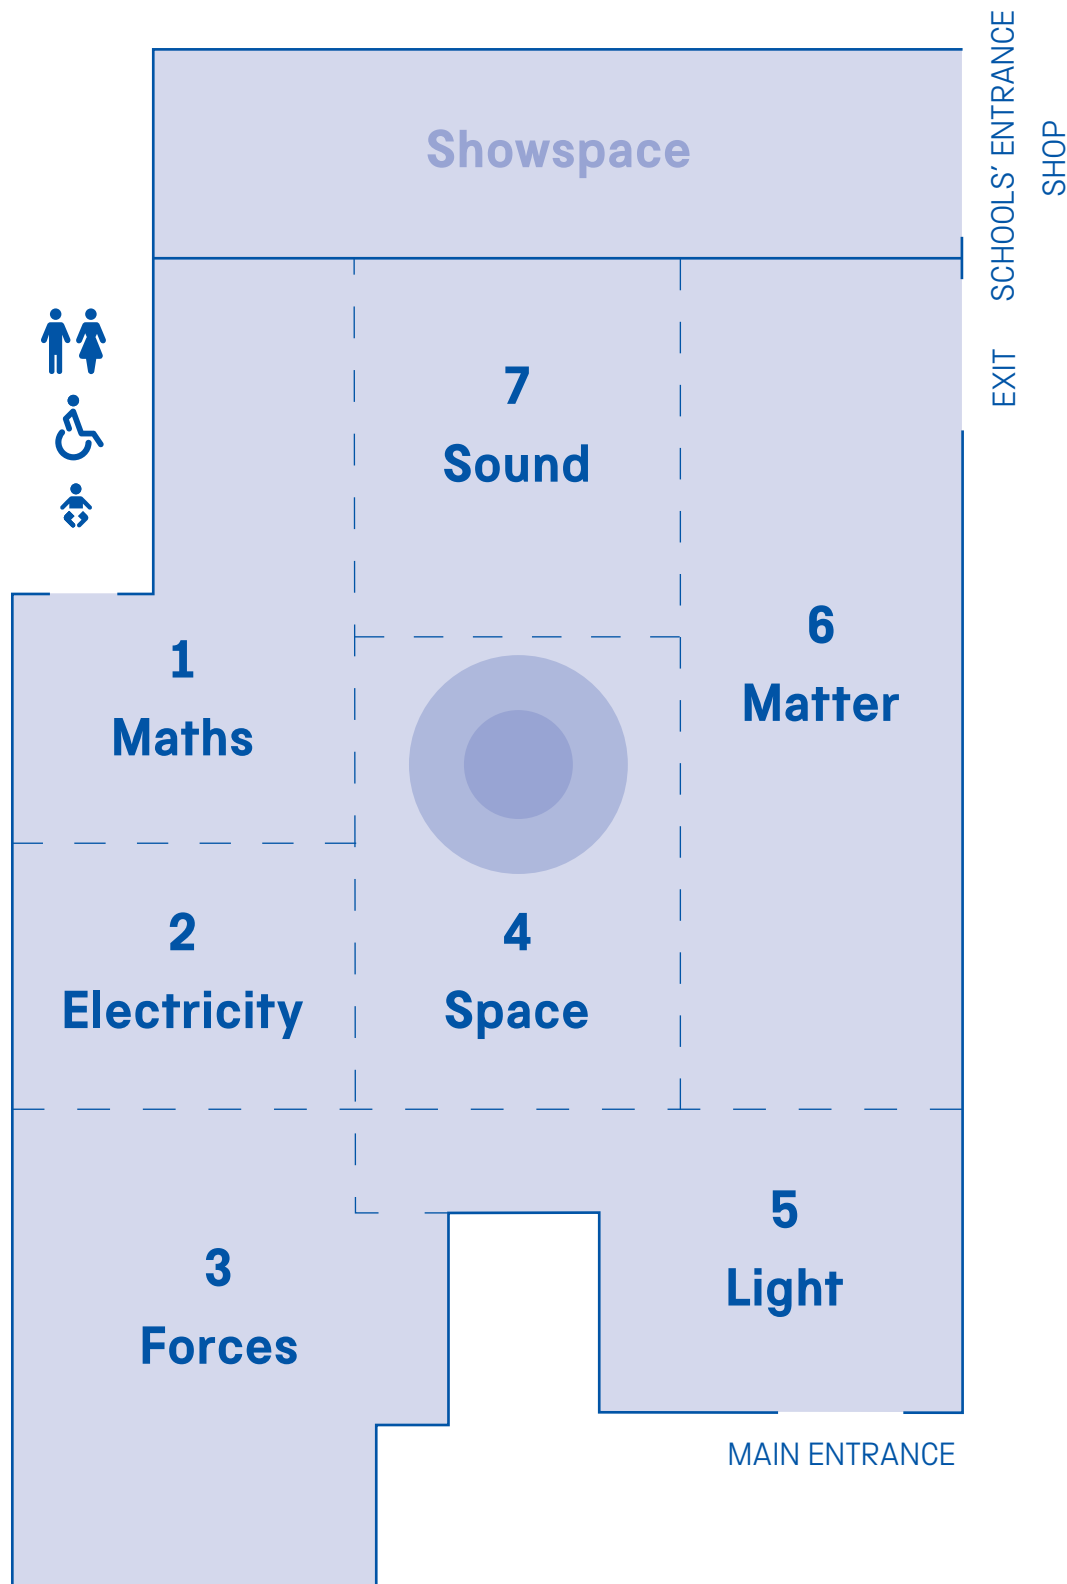 Showspace
SCHOOLS’ ENTRANCE
SHOP
EXIT
7
Sound
6
Matter
1
Maths
2
Electricity
4
Space
5
Light
3
Forces
MAIN ENTRANCE